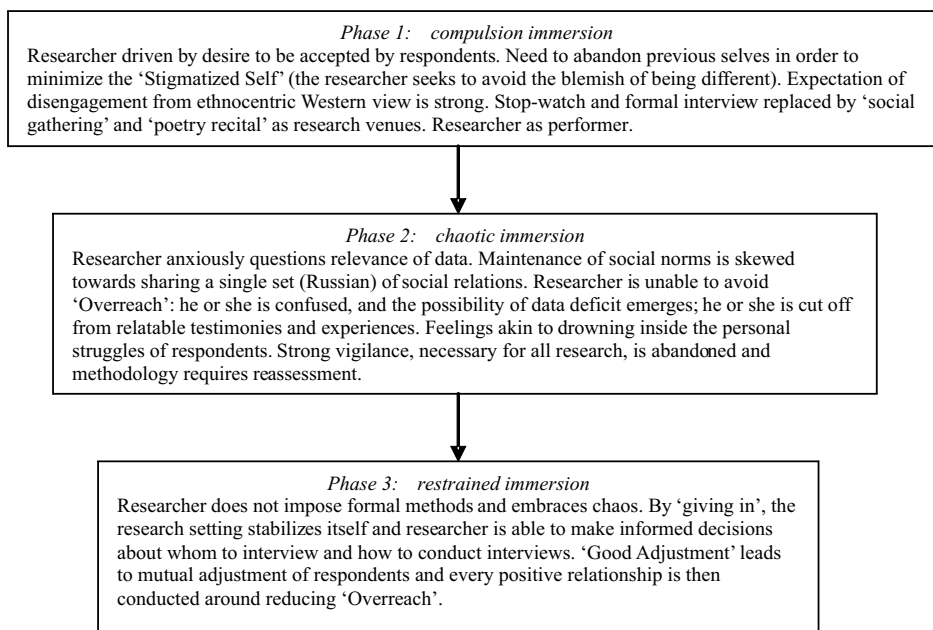 Phase 1: compulsion immersion
Researcher driven by desire to be accepted by respondents. Need to abandon previous selves in order to
minimize the ‘Stigmatized Self’ (the researcher seeks to avoid the blemish of being different). Expectation of
disengagement from ethnocentric Western view is strong. Stop-watch and formal interview replaced by ‘social
gathering’ and ‘poetry recital’ as research venues. Researcher as performer.
Phase 2: chaotic immersion
Researcher anxiously questions relevance of data. Maintenance of social norms is skewed
towards sharing a single set (Russian) of social relations. Researcher is unable to avoid
‘Overreach’: he or she is confused, and the possibility of data deficit emerges; he or she is cut off
from relatable testimonies and experiences. Feelings akin to drowning inside the personal
struggles of respondents. Strong vigilance, necessary for all research, is abandoned and
methodology requires reassessment.
Phase 3: restrained immersion
Researcher does not impose formal methods and embraces chaos. By ‘giving in’, the
research setting stabilizes itself and researcher is able to make informed decisions
about whom to interview and how to conduct interviews. ‘Good Adjustment’ leads
to mutual adjustment of respondents and every positive relationship is then
conducted around reducing ‘Overreach’.